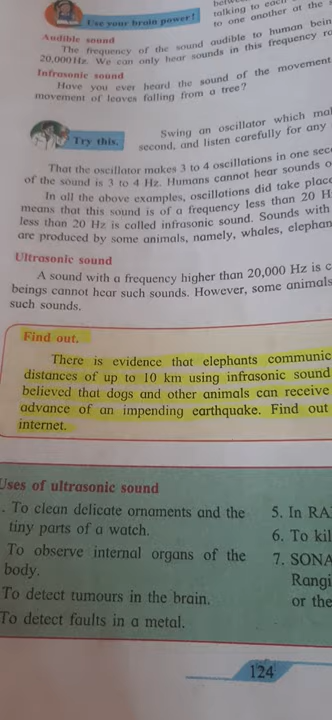 talking to each
to one another at the
Use your brain power!
Audible sound
The frequency of the sound audible to human bein
20,000 Hz. We can only hear sounds in this frequency
Infrasonic sound
Have you ever heard the sound of the movement
movement of leaves falling from a tree?
Try this.
Swing an oscillator which
second, and listen carefully for any
That the oscillator makes 3 to 4 oscillations in one sec
of the sound is 3 to 4 Hz. Humans cannot hear sounds
In all the above examples, oscillations did take place
means that this sound is of a frequency less than 20 H
less than 20 Hz is called infrasonic sound. Sounds with
are produced by some animals, namely, whales, elephan
Ultrasonic sound
A sound with a frequency higher than 20,000 Hz is c
beings cannot hear such sounds. However, some animals
such sounds.
Find out.
There is evidence that elephants communic
distances of up to 10 km using infrasonic sound
believed that dogs and other animals can receive
advance of an impending earthquake. Find out
internet.
Uses of ultrasonic sound
. To clean delicate ornaments and the
tiny parts of a watch.
To observe internal organs of the
body.
To detect tumours in the brain.
To detect faults in a metal.
5. In RA
6. To kil
7. SONA
Rangi
or the
124